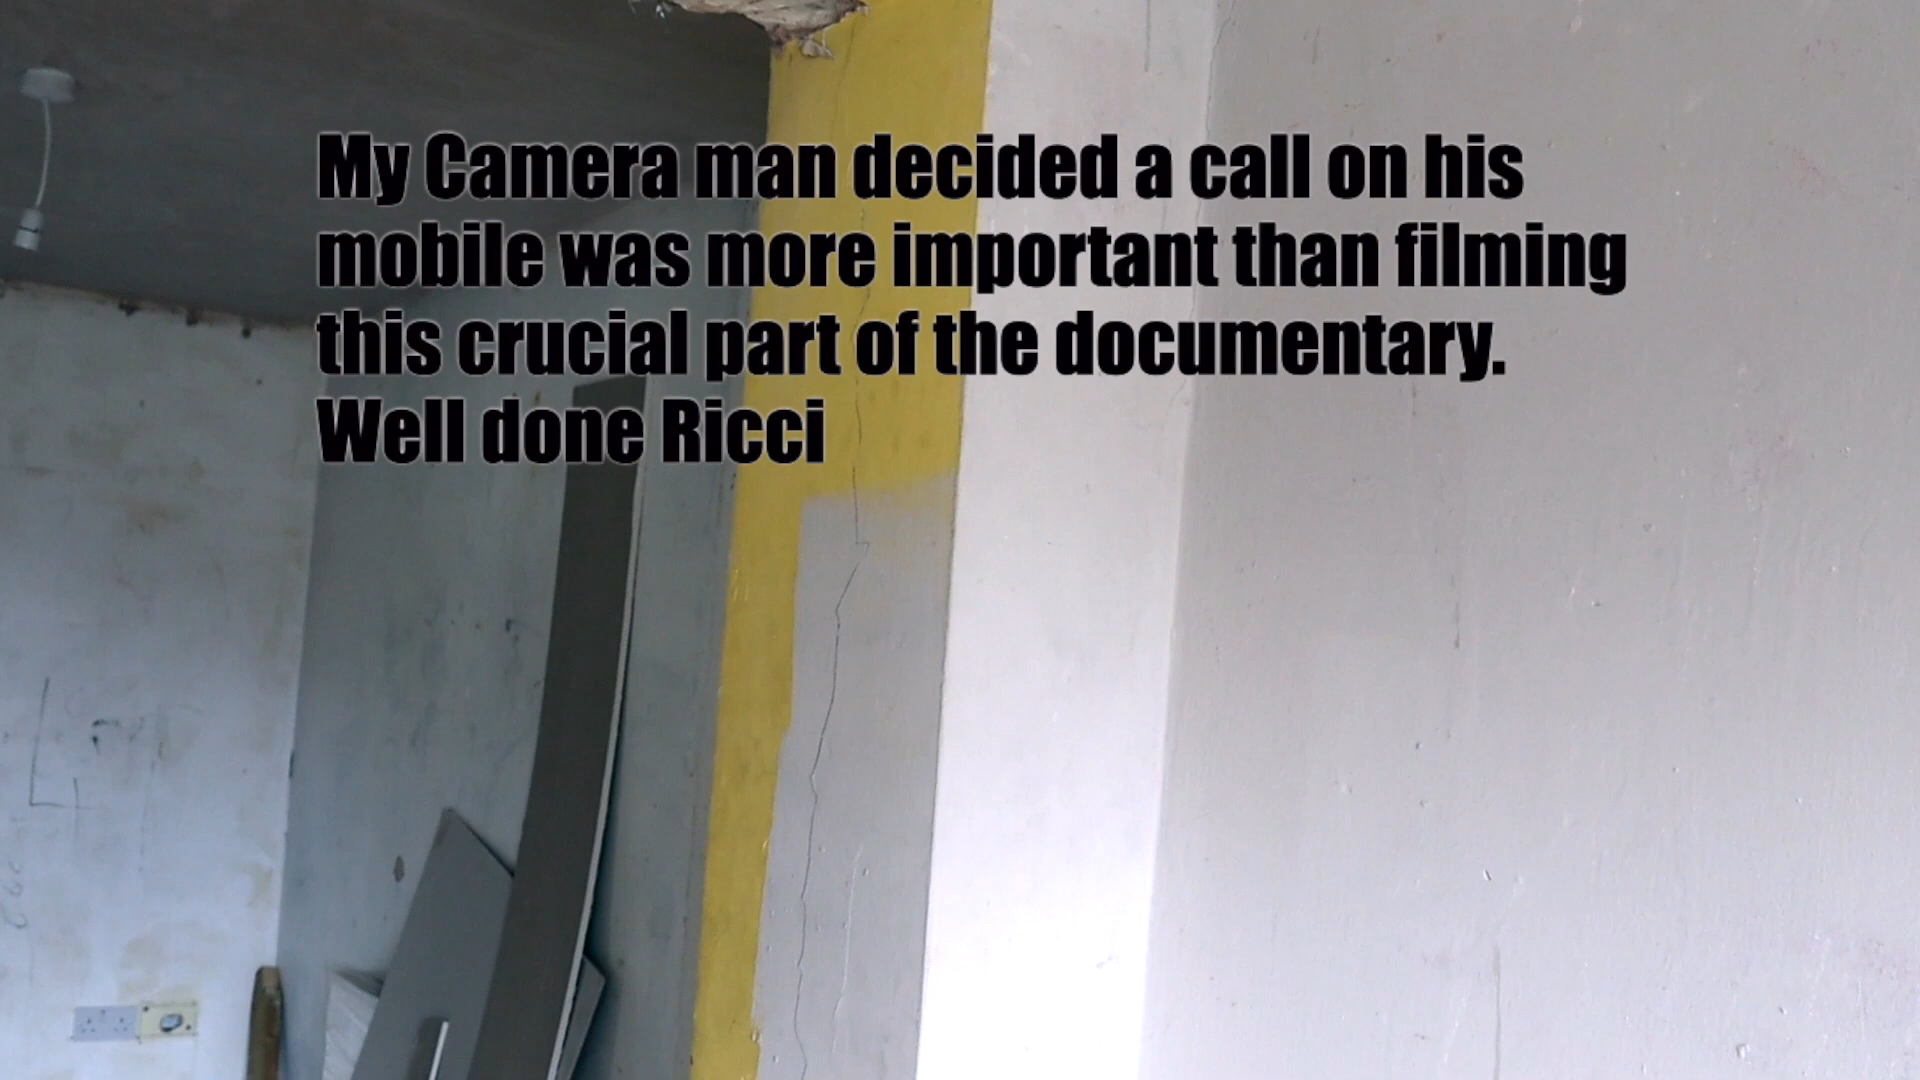 My Camera man decided a call on his
mobile was more important than filming
this crucial part of the documentary.
Well done Ricci